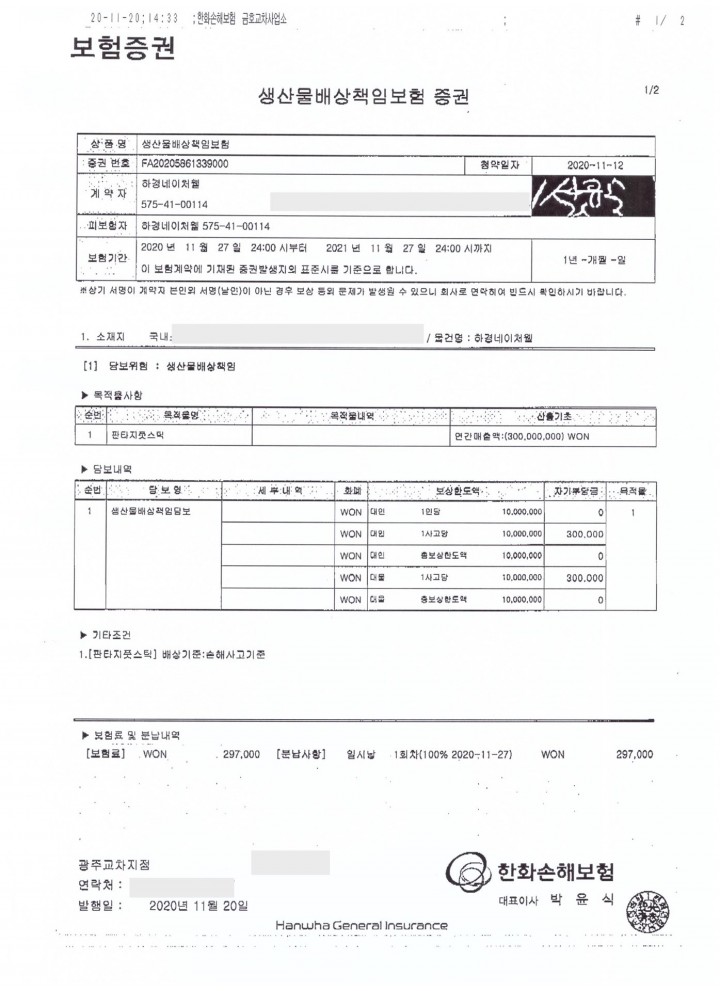 20-11-20;14:33 ;한화손해보험 금호교차사업소 ; # 1/ 2
보험증권
생산물배상책임보험 증권
1/2
상 품 명 생산물배상책임보험
증권 번호 FA20205861339000 청약일자 2020-11-12
계 약 자 하경네이처웰
575-41-00114
피보험자 하경네이처웰 575-41-00114
보험기간 2020 년 11 월 27 일 24:00 시부터 2021 년 11 월 27 일 24:00 시까지 1년 -개월 -일
이 보험계약에 기재된 증권발생지의 표준시를 기준으로 합니다.
※상기 서명이 계약자 본인의 서명(날인)이 아닌 경우 보상 등의 문제가 발생될 수 있으니 회사로 연락하여 반드시 확인하시기 바랍니다.
1. 소재지 국내: / 물건명 : 하경네이처웰
[1] 담보위험 : 생산물배상책임
▶ 목적물사항
순번 목적물명 목적물내역 산출기초
1 판타지풋스틱 연간매출액:(300,000,000) WON
▶ 담보내역
순번 담 보 명 세 부 내 역 화폐 보상한도액 자기부담금 목적물
1 생산물배상책임담보 WON 대인 1인당 10,000,000 0 1
WON 대인 1사고당 10,000,000 300,000
WON 대인 총보상한도액 10,000,000 0
WON 대물 1사고당 10,000,000 300,000
WON 대물 총보상한도액 10,000,000 0
▶ 기타조건
1.[판타지풋스틱] 배상기준:손해사고기준
▶ 보험료 및 분납내역
[보험료] WON 297,000 [분납사항] 일시납 1회차(100% 2020-11-27) WON 297,000
광주교차지점
연락처 :
발행일 : 2020년 11월 20일
한화손해보험
대표이사 박 윤 식
Hanwha General Insurance